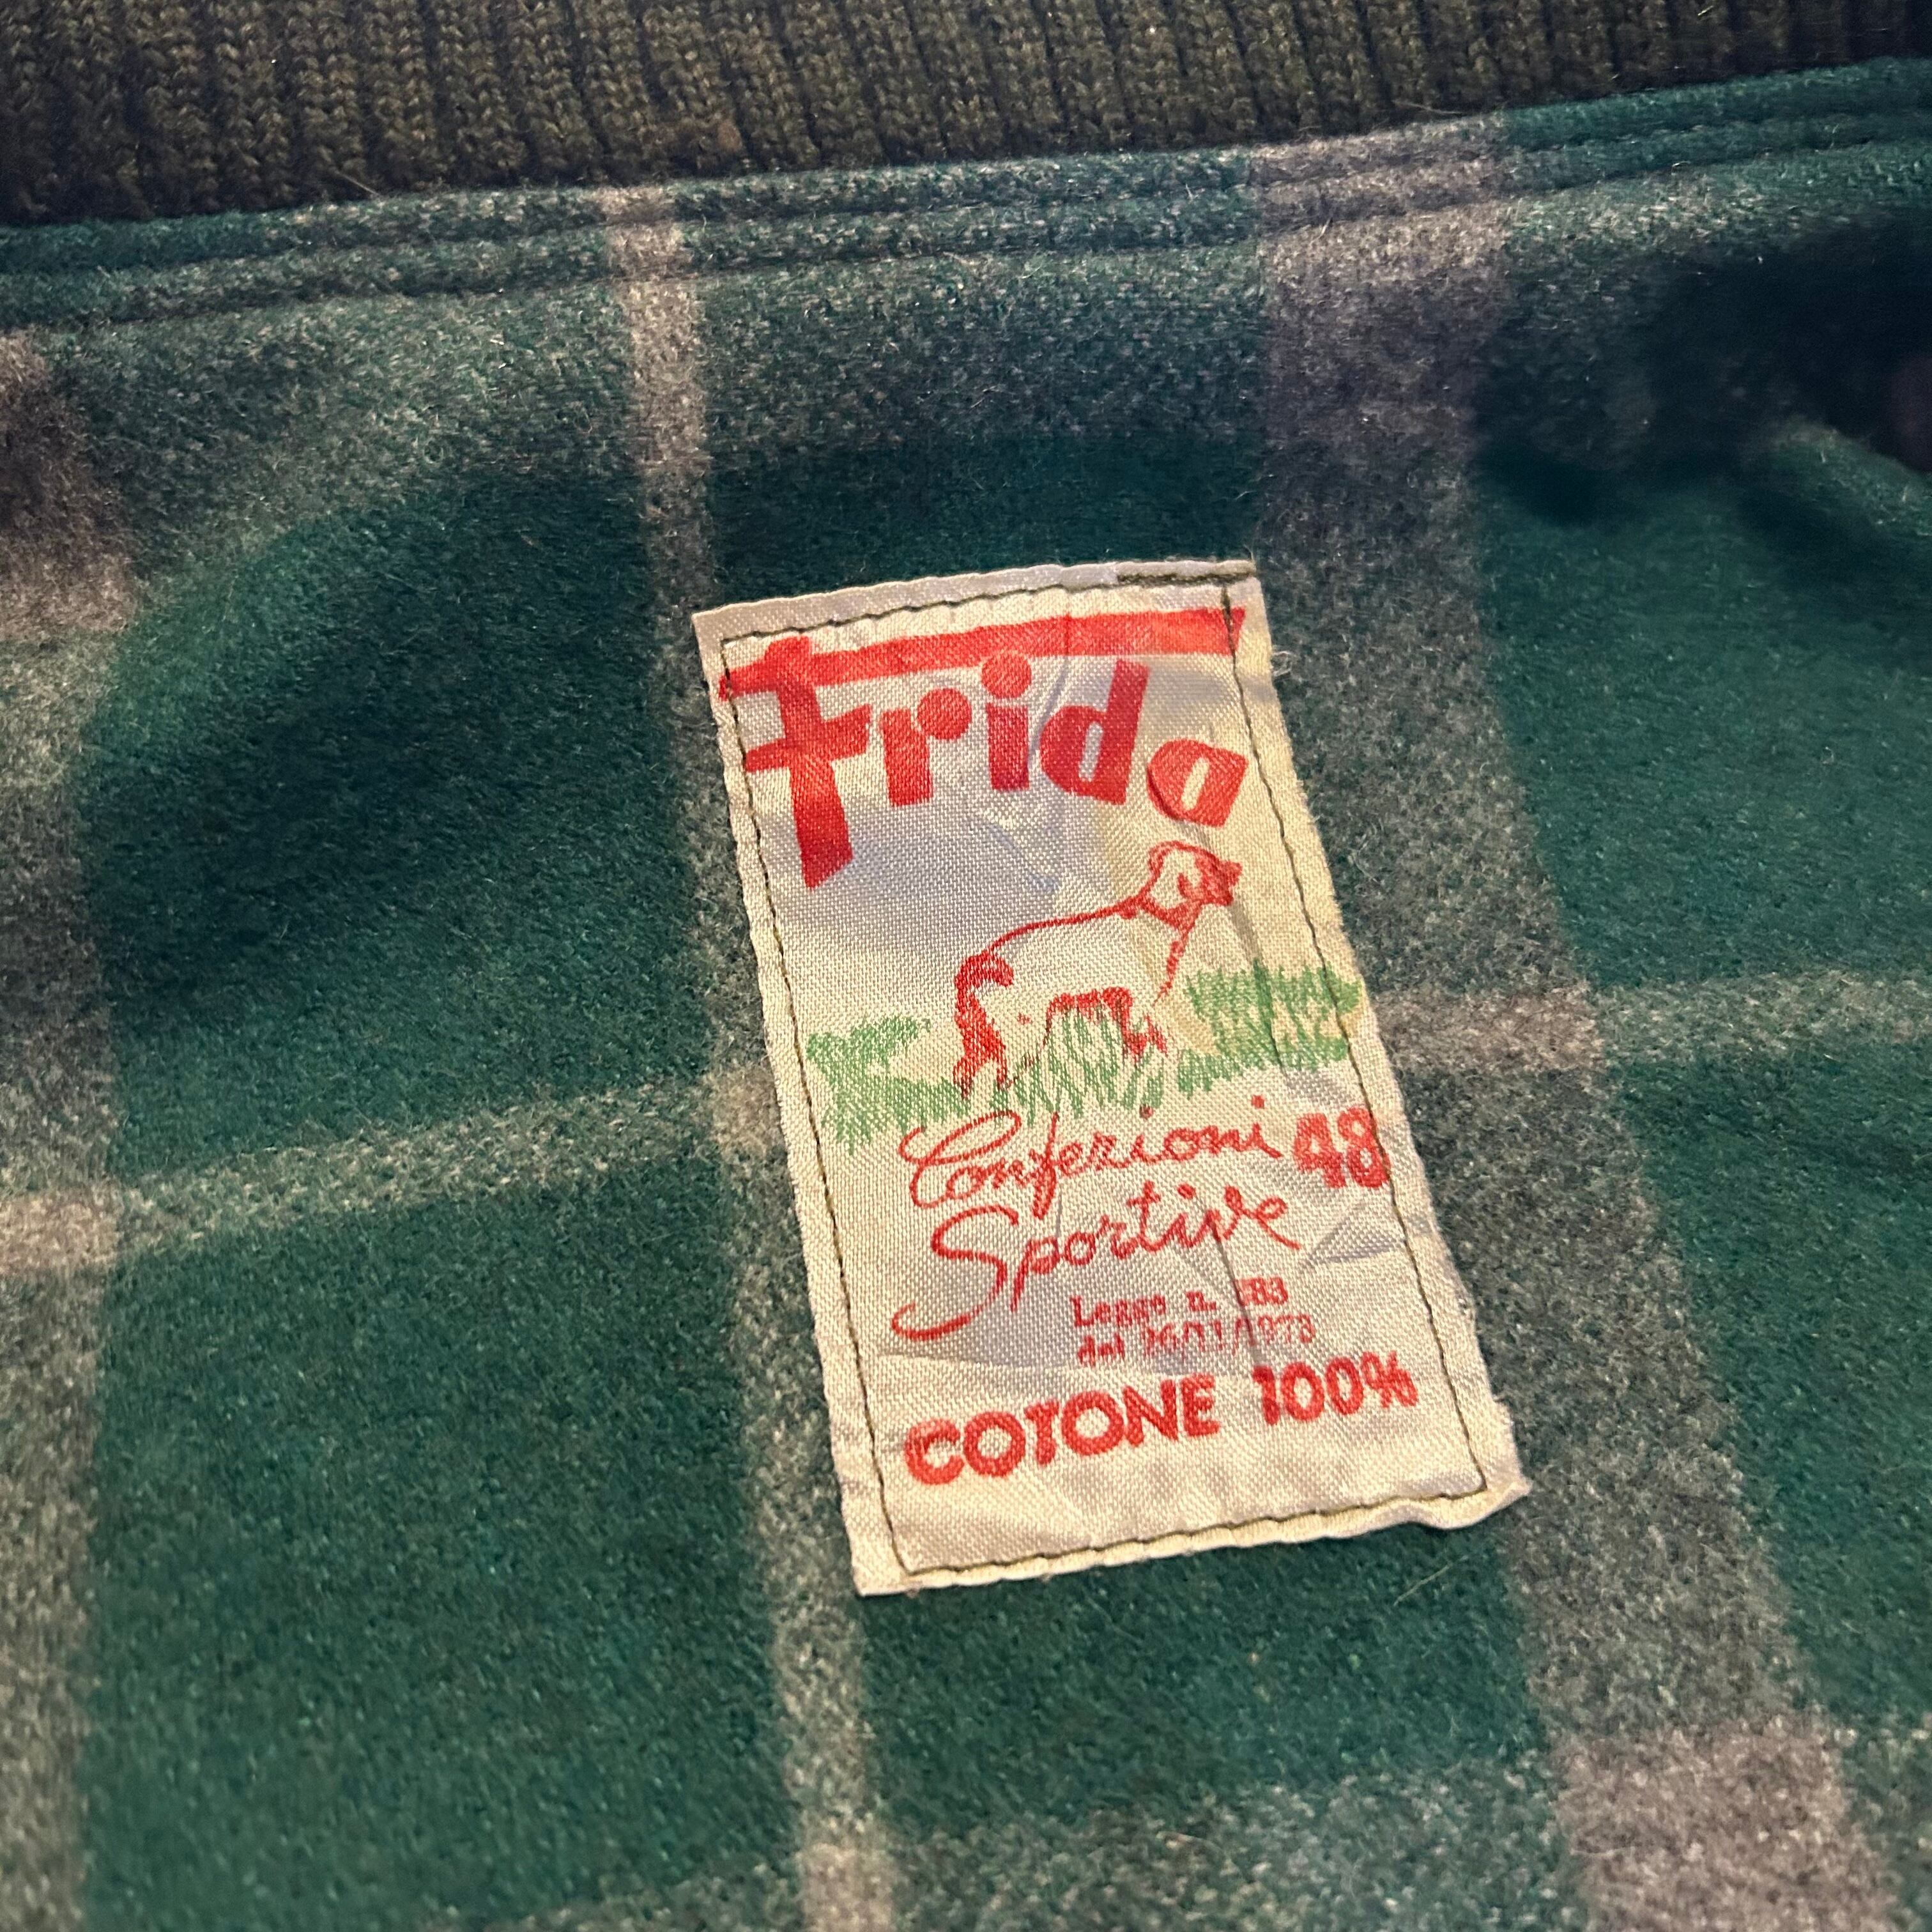 Frido
Confezioni 48
Sportive
Legge n. 883
del 26/11/1973
COTONE 100%